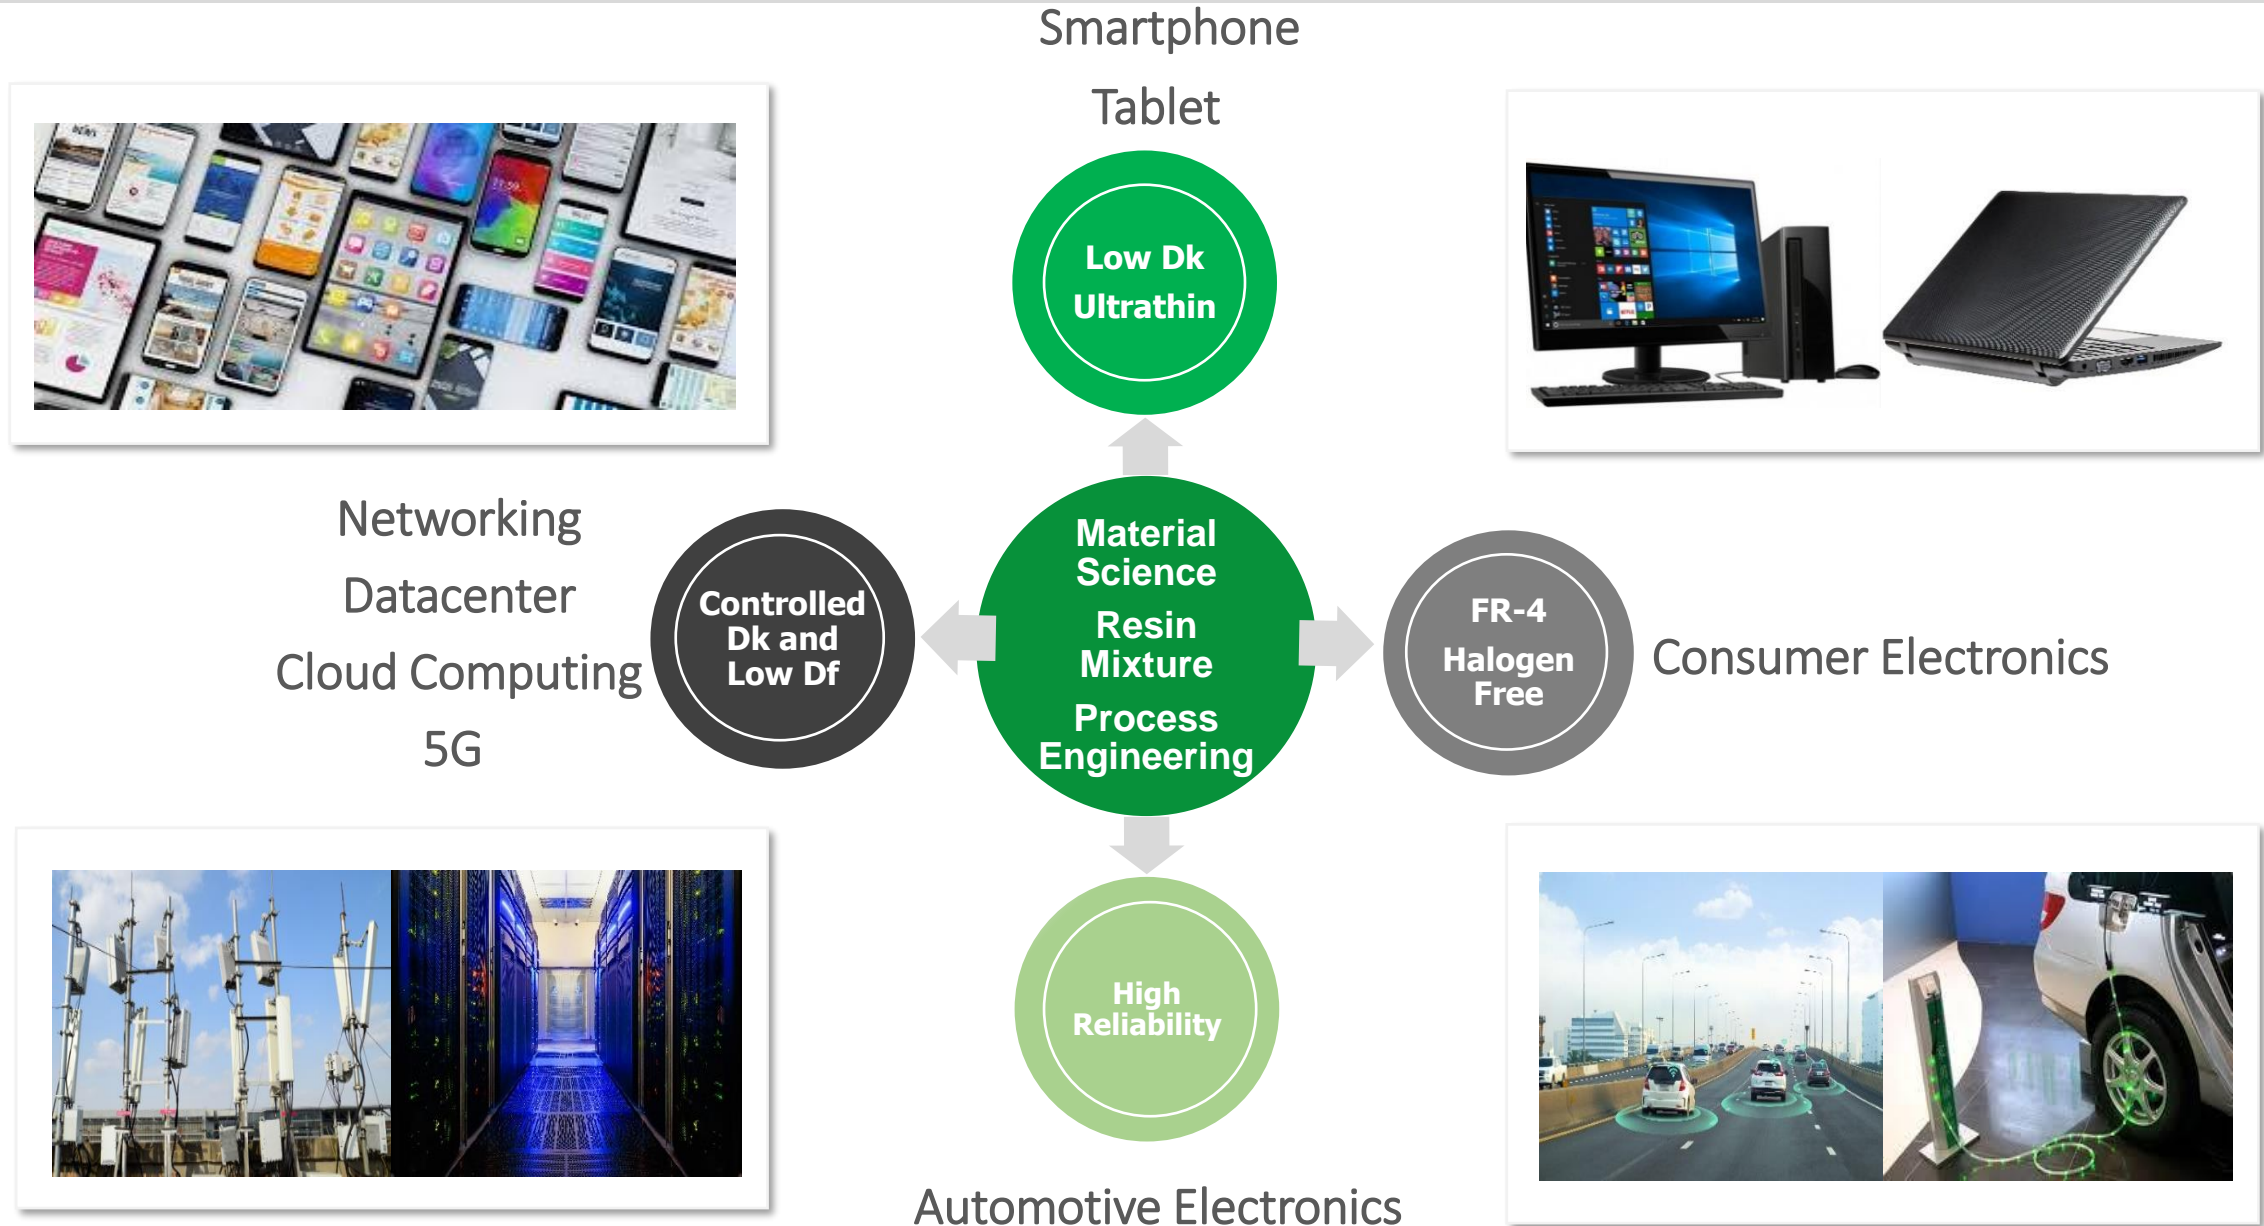 Smartphone
Tablet
Low Dk
Ultrathin
Networking
Datacenter
Cloud Computing
5G
Controlled
Dk and
Low Df
Material
Science
Resin
Mixture
Process
Engineering
FR-4
Halogen
Free
Consumer Electronics
High
Reliability
Automotive Electronics